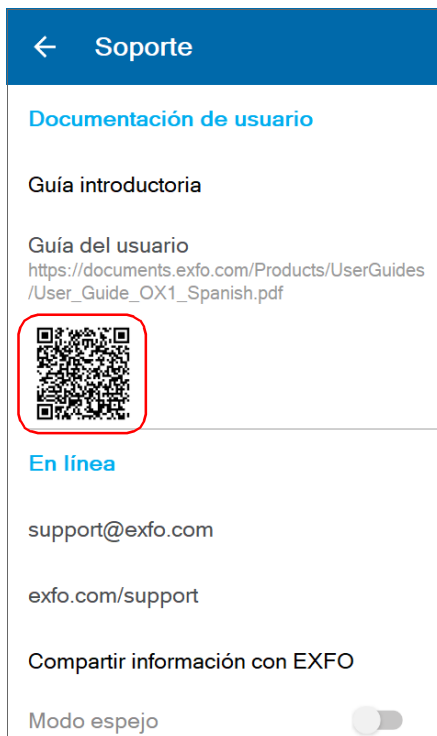 Soporte
Documentación de usuario
Guía introductoria
Guía del usuario
https://documents.exfo.com/Products/UserGuides
/User_Guide_OX1_Spanish.pdf
En línea
support@exfo.com
exfo.com/support
Compartir información con EXFO
Modo espejo